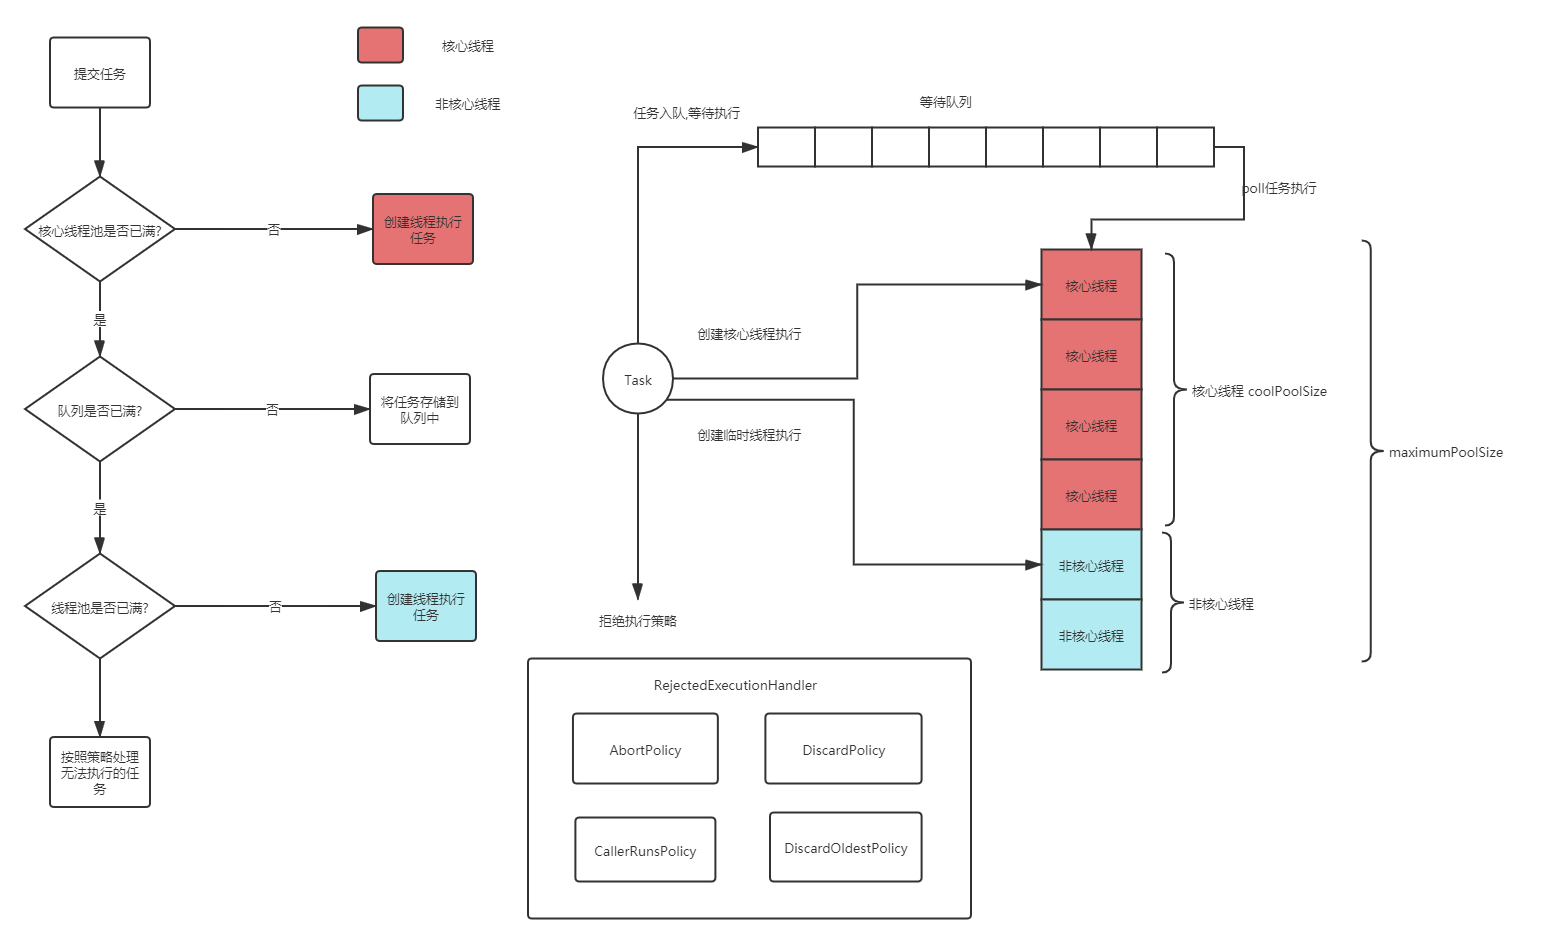 提交任务
核心线程池是否已满?
否
创建线程执行
任务
是
队列是否已满?
否
将任务存储到
队列中
是
线程池是否已满?
否
创建线程执行
任务
按照策略处理
无法执行的任
务
核心线程
非核心线程
任务入队,等待执行
等待队列
poll任务执行
创建核心线程执行
Task
创建临时线程执行
拒绝执行策略
核心线程
核心线程
核心线程
核心线程
非核心线程
非核心线程
核心线程 coolPoolSize
非核心线程
maximumPoolSize
RejectedExecutionHandler
AbortPolicy
DiscardPolicy
CallerRunsPolicy
DiscardOldestPolicy